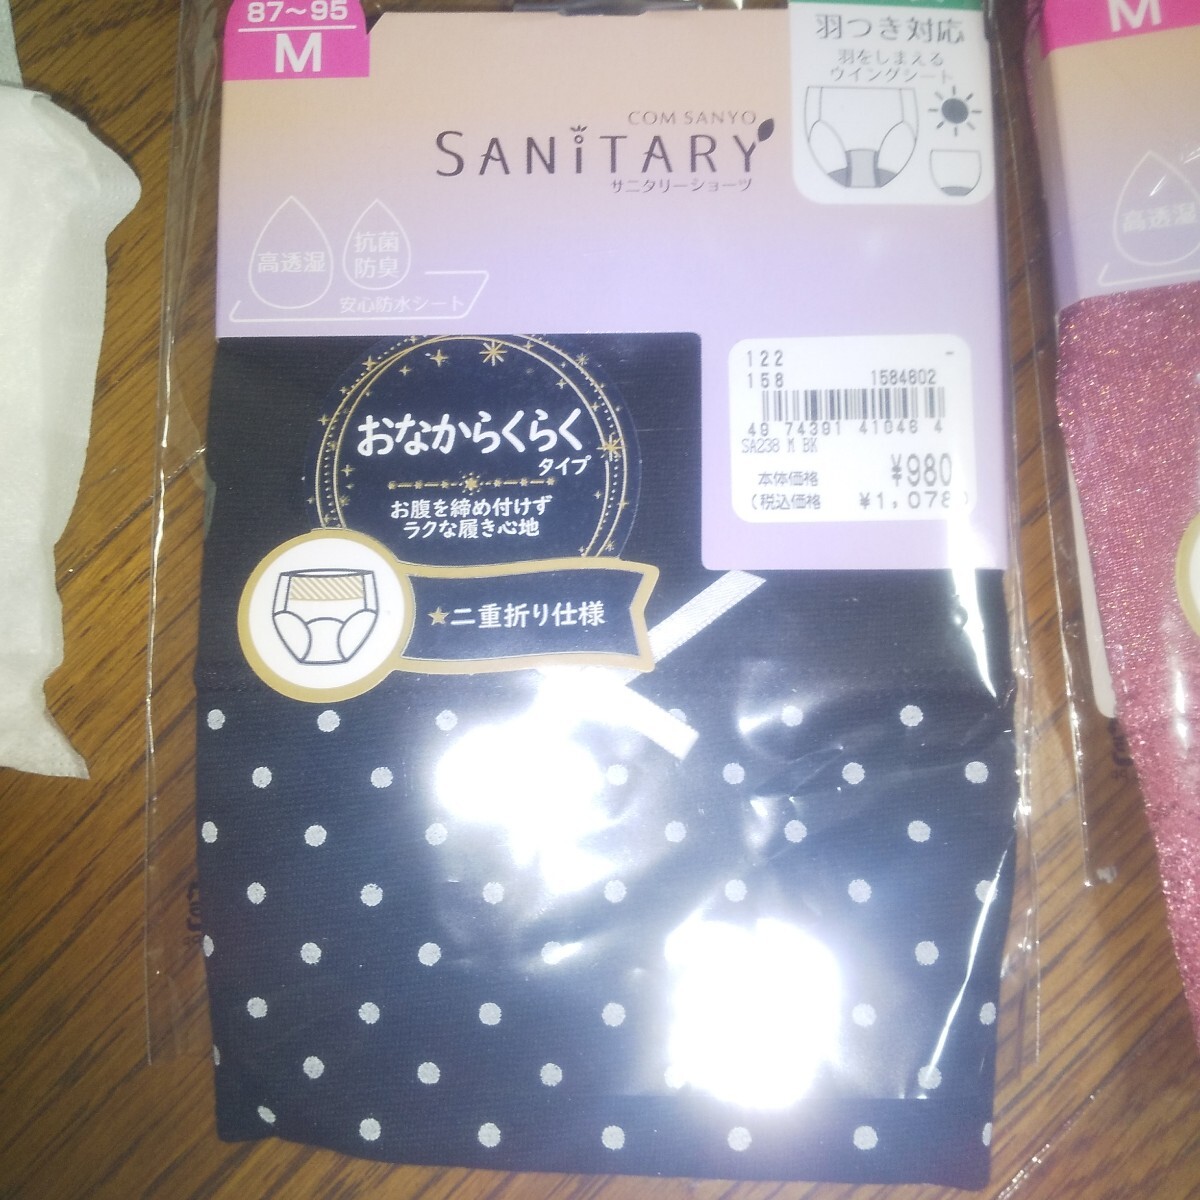 87〜95
M
羽つき対応
羽をしまえる
ウイングシート
COM SANYO
SANiTARY
サニタリーショーツ
高透湿
抗菌
防臭
安心防水シート
おなからくらく
タイプ
お腹を締め付けず
ラクな履き心地
★二重折り仕様
122
158 1584802
49 74391 41046 4
SA238 M BK
本体価格 ¥980
(税込価格 ¥1,078)
M
高透湿